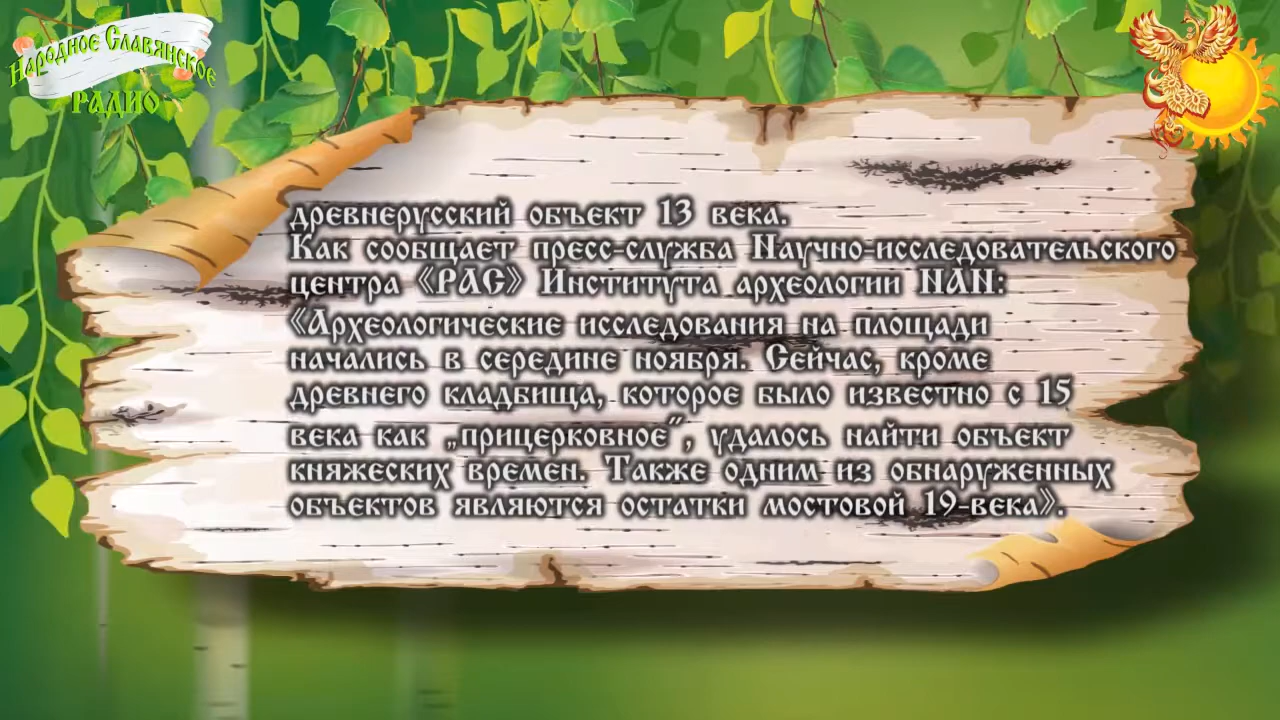 Народное Славянское
РАДИО
древнерусский объект 13 века.
Как сообщает пресс-служба Научно-исследовательского
центра《РАС》Института археологии NAN:
《Археологические исследования на площади
начались в середине ноября. Сейчас, кроме
древнего кладбища, которое было известно с 15
века как „прицерковное", удалось найти объект
княжеских времен. Также одним из обнаруженных
объектов являются остатки мостовой 19-века》.